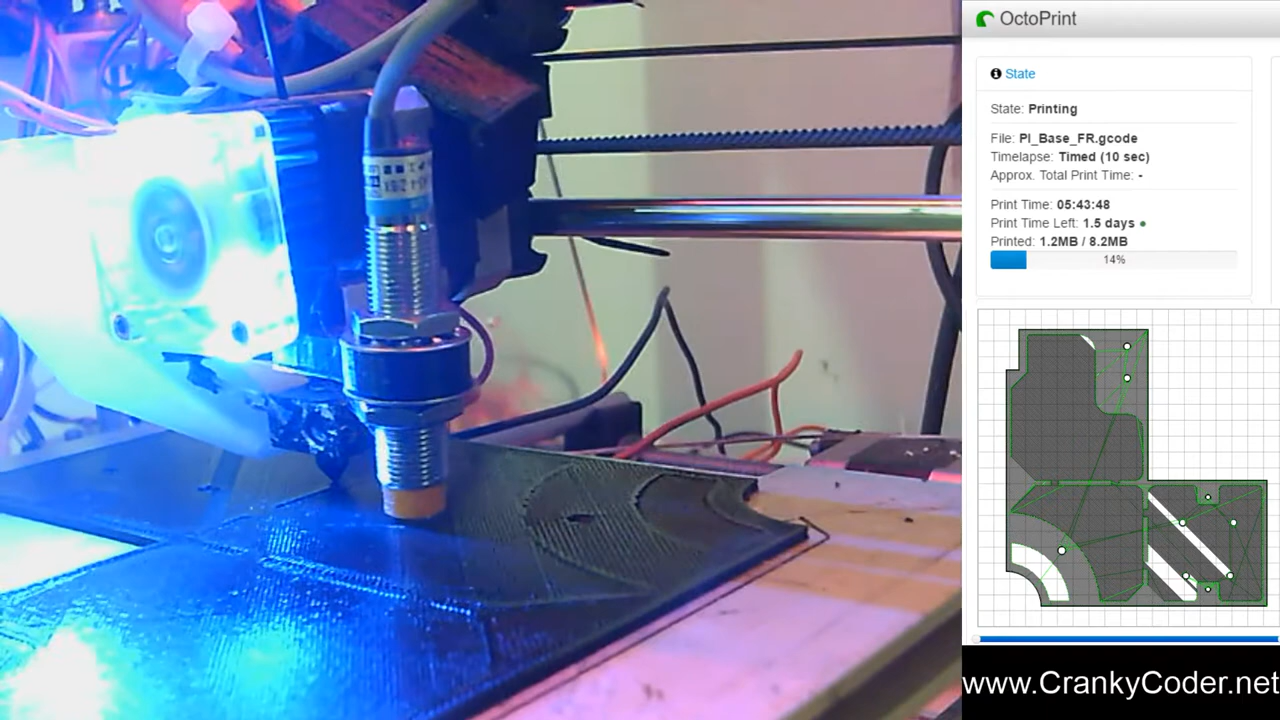 OctoPrint
State
State: Printing
File: PI_Base_FR.gcode
Timelapse: Timed (10 sec)
Approx. Total Print Time: -
Print Time: 05:43:48
Print Time Left: 1.5 days
Printed: 1.2MB / 8.2MB
14%
www.CrankyCoder.net